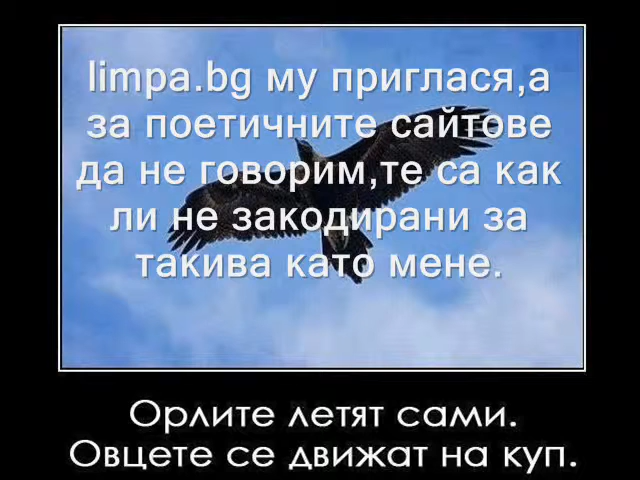 limpa.bg му приглася,а
за поетичните сайтове
да не говорим,те са как
ли не закодирани за
такива като мене.
Орлите летят сами.
Овцете се движат на куп.